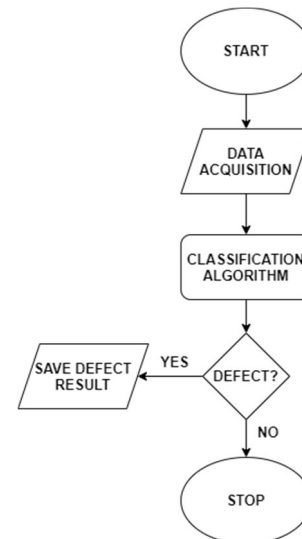 START
DATA
ACQUISITION
CLASSIFICATION
ALGORITHM
DEFECT?
YES
SAVE DEFECT
RESULT
NO
STOP